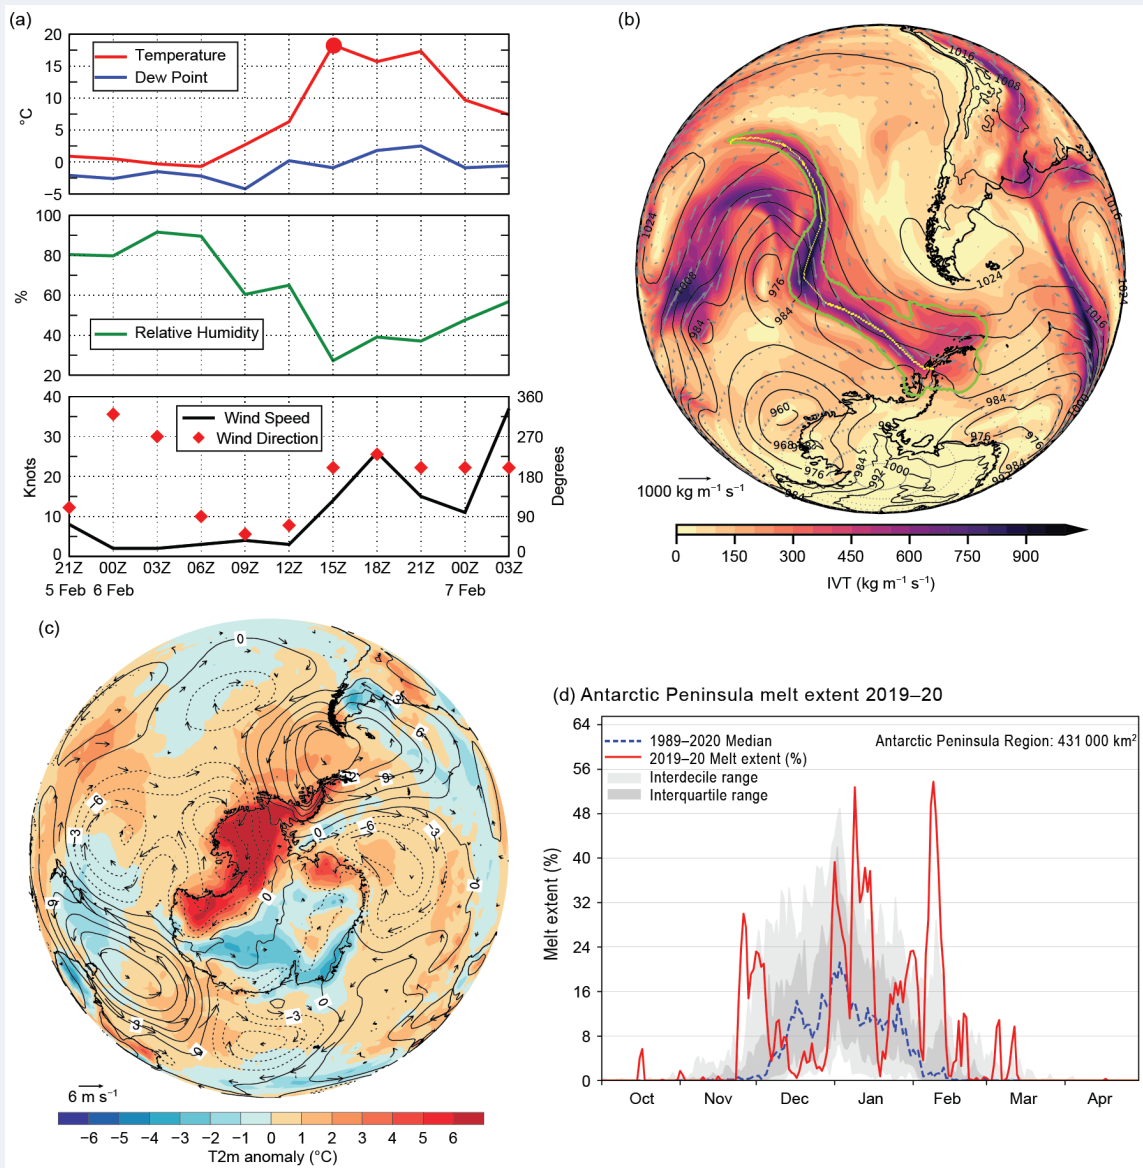 (a)
20
15
10
5
0
−5
°C
Temperature
Dew Point
100
80
60
40
20
%
Relative Humidity
40
30
20
10
0
Knots
360
270
180
90
0
Degrees
Wind Speed
Wind Direction
21Z 00Z 03Z 06Z 09Z 12Z 15Z 18Z 21Z 00Z 03Z
5 Feb 6 Feb 7 Feb
(b)
1016
1008
1024
1016
1008
976
1024
1024
984
984
1016
1000
984
960
976
976
968
984
1000
984
976
992
992
984
1000 kg m⁻¹ s⁻¹
0 150 300 450 600 750 900
IVT (kg m⁻¹ s⁻¹)
(c)
0
3
6
9
12
−6
−3
0
−6
−3
0
0
6
3
−3
0
6 m s⁻¹
−6 −5 −4 −3 −2 −1 0 1 2 3 4 5 6
T2m anomaly (°C)
(d) Antarctic Peninsula melt extent 2019–20
64
56
48
40
32
24
16
8
0
Melt extent (%)
1989–2020 Median
2019–20 Melt extent (%)
Interdecile range
Interquartile range
Antarctic Peninsula Region: 431 000 km²
Oct Nov Dec Jan Feb Mar Apr